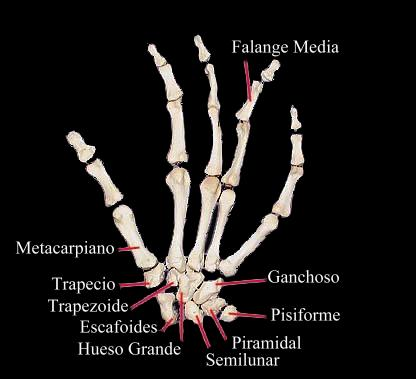 Falange Media
Metacarpiano
Trapecio
Trapezoide
Escafoides
Hueso Grande
Ganchoso
Pisiforme
Piramidal
Semilunar